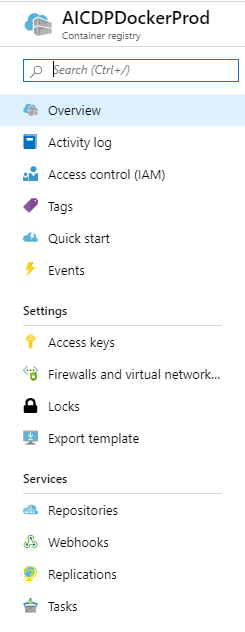 AICDPDockerProd
Container registry
Search (Ctrl+/)
Overview
Activity log
Access control (IAM)
Tags
Quick start
Events
Settings
Access keys
Firewalls and virtual network...
Locks
Export template
Services
Repositories
Webhooks
Replications
Tasks